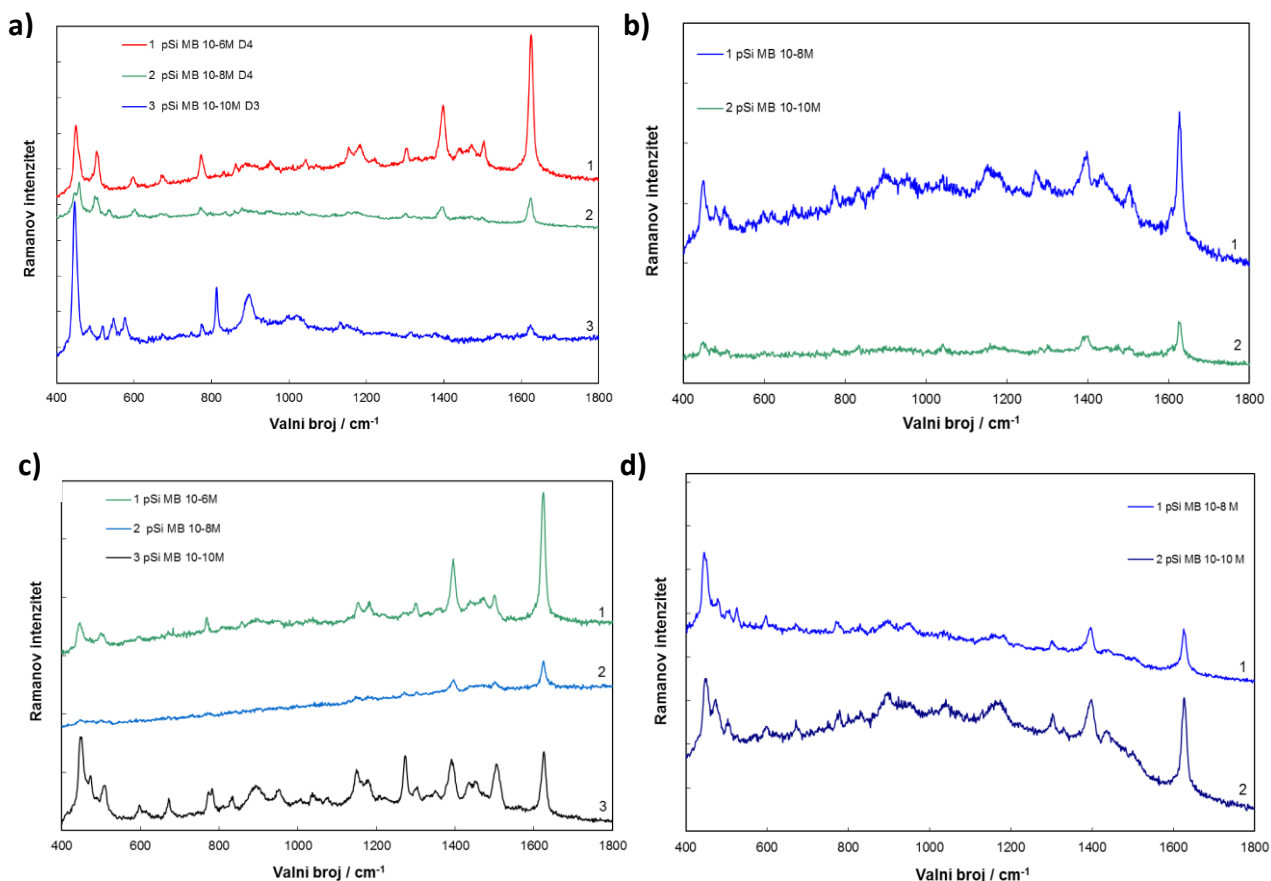 a)
1 pSi MB 10-6M D4
2 pSi MB 10-8M D4
3 pSi MB 10-10M D3
Ramanov intenzitet
1
2
3
400 600 800 1000 1200 1400 1600 1800
Valni broj / cm-1
b)
1 pSi MB 10-8M
2 pSi MB 10-10M
Ramanov intenzitet
1
2
400 600 800 1000 1200 1400 1600 1800
Valni broj / cm-1
c)
1 pSi MB 10-6M
2 pSi MB 10-8M
3 pSi MB 10-10M
Ramanov intenzitet
1
2
3
400 600 800 1000 1200 1400 1600 1800
Valni broj / cm-1
d)
1 pSi MB 10-8 M
2 pSi MB 10-10 M
Ramanov intenzitet
1
2
400 600 800 1000 1200 1400 1600 1800
Valni broj / cm-1